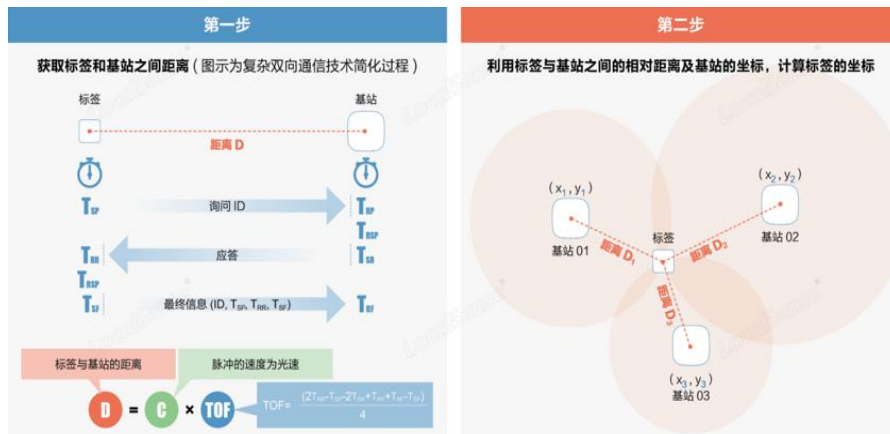 第一步
获取标签和基站之间距离 ( 图示为复杂双向通信技术简化过程 )
标签
基站
距离 D
T_SP
询问 ID
T_RP
T_RSP
T_RR
应答
T_SR
T_RSP
T_SF
最终信息 (ID, T_SP, T_RR, T_SF)
T_RF
标签与基站的距离
脉冲的速度为光速
D = C × TOF
TOF=
4
第二步
利用标签与基站之间的相对距离及基站的坐标，计算标签的坐标
(x₁, y₁)
基站 01
(x₂, y₂)
基站 02
标签
距离 D₁
距离 D₂
距离 D₃
(x₃, y₃)
基站 03